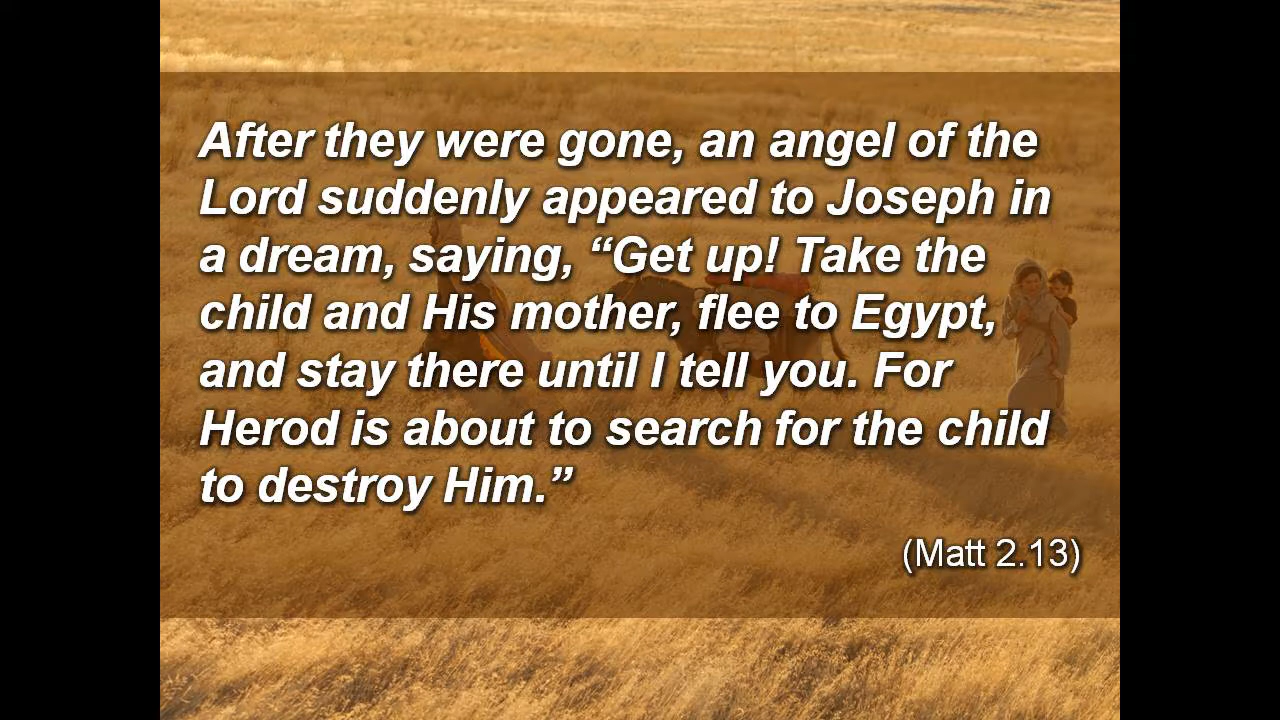 After they were gone, an angel of the
Lord suddenly appeared to Joseph in
a dream, saying, “Get up! Take the
child and His mother, flee to Egypt,
and stay there until I tell you. For
Herod is about to search for the child
to destroy Him.”
(Matt 2.13)